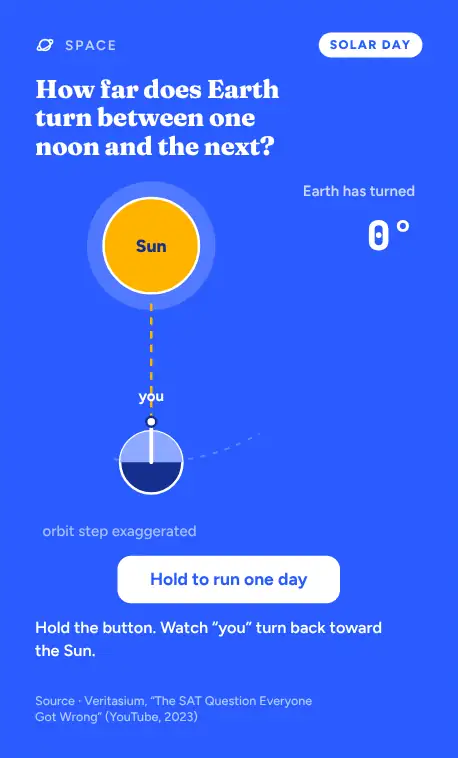 SPACE
SOLAR DAY
How far does Earth
turn between one
noon and the next?
Earth has turned
0°
Sun
you
orbit step exaggerated
Hold to run one day
Hold the button. Watch “you” turn back toward
the Sun.
Source · Veritasium, “The SAT Question Everyone
Got Wrong” (YouTube, 2023)